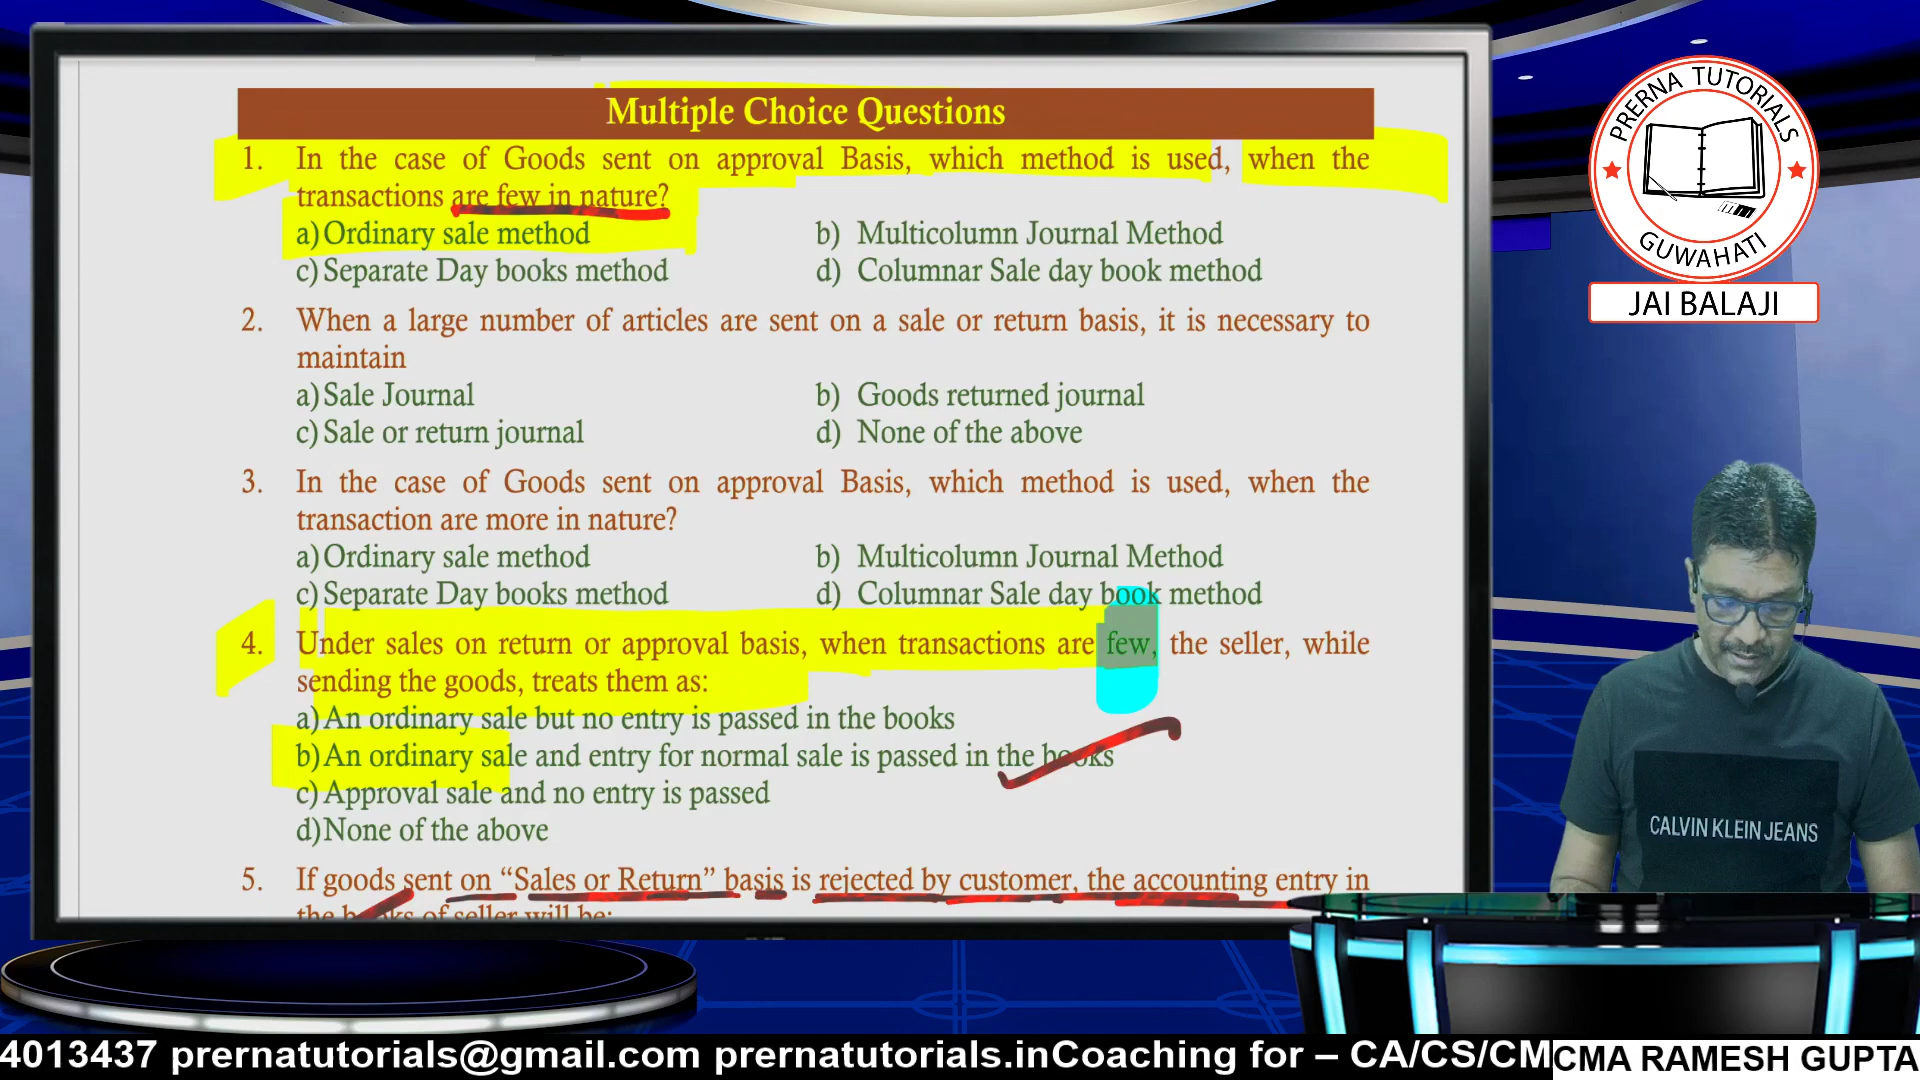 Multiple Choice Questions
1. In the case of Goods sent on approval Basis, which method is used, when the
transactions are few in nature?
a) Ordinary sale method b) Multicolumn Journal Method
c) Separate Day books method d) Columnar Sale day book method
2. When a large number of articles are sent on a sale or return basis, it is necessary to
maintain
a) Sale Journal b) Goods returned journal
c) Sale or return journal d) None of the above
3. In the case of Goods sent on approval Basis, which method is used, when the
transaction are more in nature?
a) Ordinary sale method b) Multicolumn Journal Method
c) Separate Day books method d) Columnar Sale day book method
4. Under sales on return or approval basis, when transactions are few, the seller, while
sending the goods, treats them as:
a) An ordinary sale but no entry is passed in the books
b) An ordinary sale and entry for normal sale is passed in the books
c) Approval sale and no entry is passed
d) None of the above
5. If goods sent on “Sales or Return” basis is rejected by customer, the accounting entry in
the books of seller will be:
PRERNA TUTORIALS
GUWAHATI
JAI BALAJI
CALVIN KLEIN JEANS
4013437 prernatutorials@gmail.com prernatutorials.inCoaching for – CA/CS/CM
CMA RAMESH GUPTA